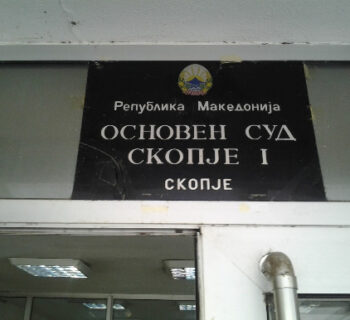 Република Македонија
ОСНОВЕН СУД
СКОПЈЕ I
СКОПЈЕ